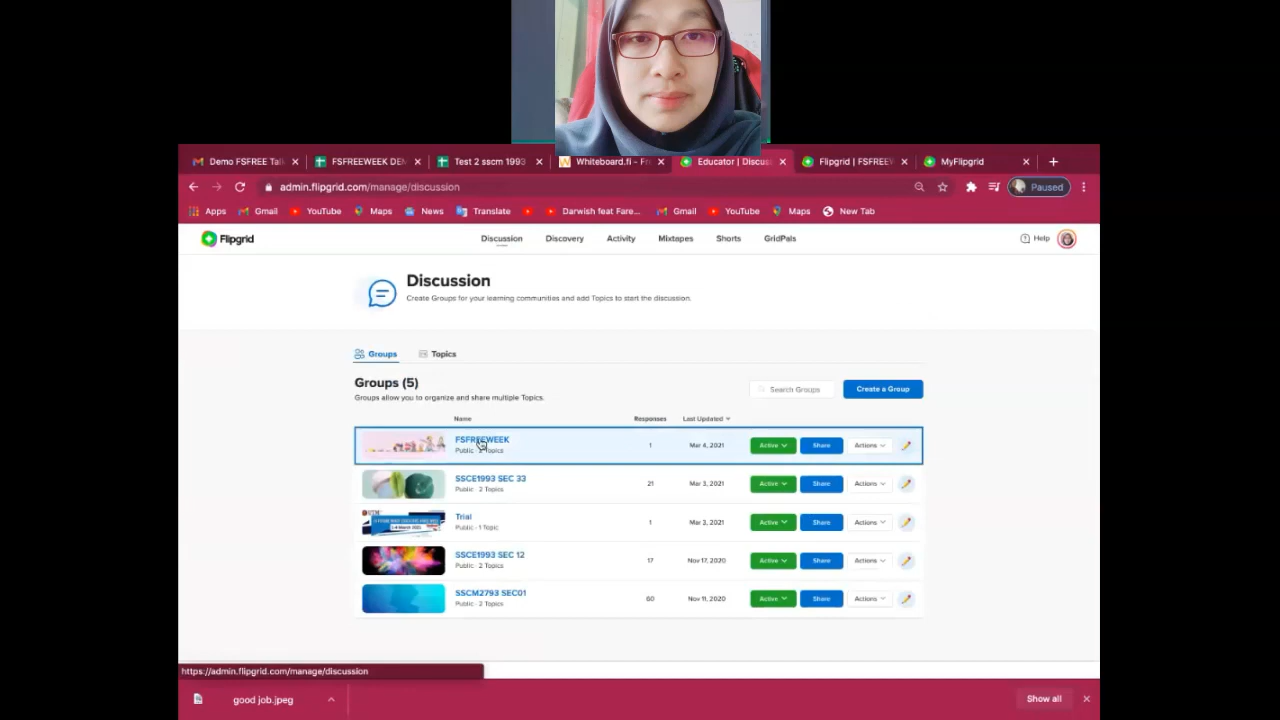 Demo FSFREE Talk
FSFREEWEEK DEM
Test 2 sscm 1993
Whiteboard.fi - Fr
Educator | Discuss
Flipgrid | FSFREEW
MyFlipgrid
admin.flipgrid.com/manage/discussion
Paused
Apps
Gmail
YouTube
Maps
News
Translate
Darwish feat Fare...
Gmail
YouTube
Maps
New Tab
Flipgrid
Discussion
Discovery
Activity
Mixtapes
Shorts
GridPals
Help
Discussion
Create Groups for your learning communities and add Topics to start the discussion.
Groups
Topics
Groups (5)
Groups allow you to organize and share multiple Topics.
Search Groups
Create a Group
Name
Responses
Last Updated
FSFREEWEEK
Public · 2 Topics
1
Mar 4, 2021
Active
Share
Actions
SSCE1993 SEC 33
Public · 2 Topics
21
Mar 3, 2021
Active
Share
Actions
Trial
Public · 1 Topic
1
Mar 3, 2021
Active
Share
Actions
SSCE1993 SEC 12
Public · 2 Topics
17
Nov 17, 2020
Active
Share
Actions
SSCM2793 SEC01
Public · 2 Topics
60
Nov 11, 2020
Active
Share
Actions
https://admin.flipgrid.com/manage/discussion
good job.jpeg
Show all